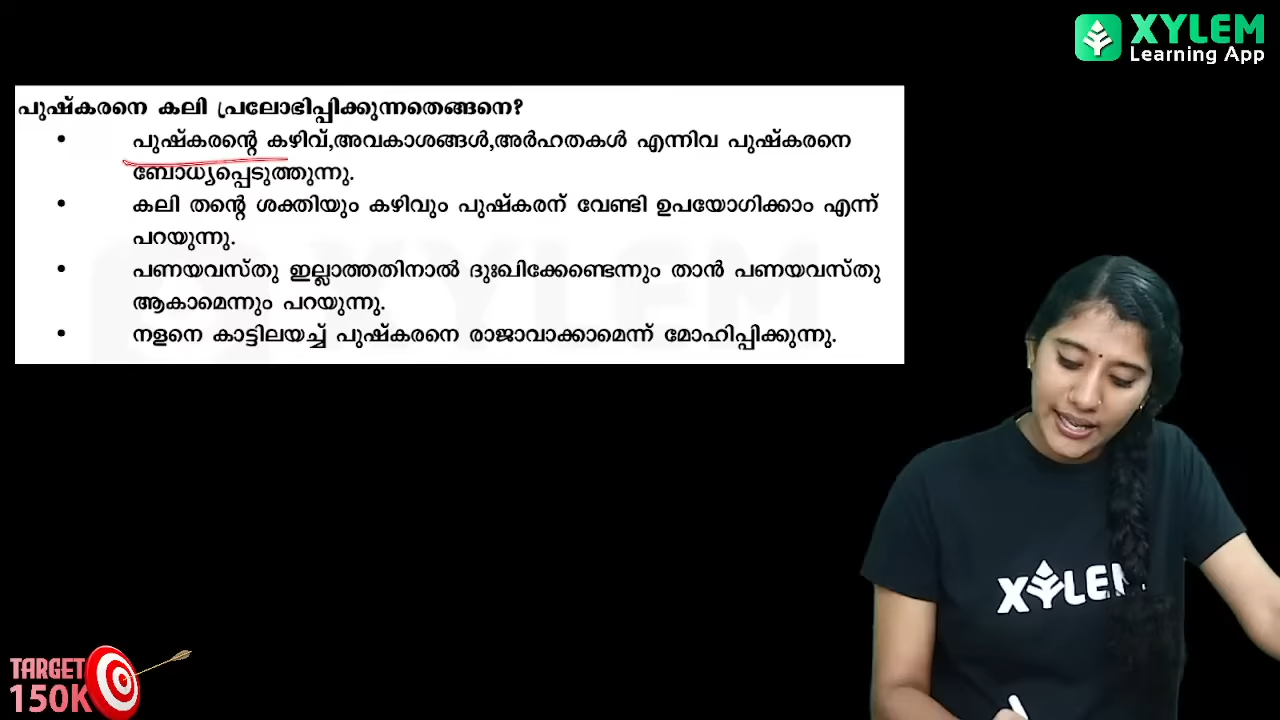 XYLEM
Learning App
പുഷ്കരനെ കലി പ്രലോഭിപ്പിക്കുന്നതെങ്ങനെ?
• പുഷ്കരന്റെ കഴിവ്,അവകാശങ്ങൾ,അർഹതകൾ എന്നിവ പുഷ്കരനെ
ബോധ്യപ്പെടുത്തുന്നു.
• കലി തന്റെ ശക്തിയും കഴിവും പുഷ്കരന് വേണ്ടി ഉപയോഗിക്കാം എന്ന്
പറയുന്നു.
• പണയവസ്തു ഇല്ലാത്തതിനാൽ ദുഃഖിക്കേണ്ടെന്നും താൻ പണയവസ്തു
ആകാമെന്നും പറയുന്നു.
• നളനെ കാട്ടിലയച്ച് പുഷ്കരനെ രാജാവാക്കാമെന്ന് മോഹിപ്പിക്കുന്നു.
XYLEM
XYLEM
TARGET
150K